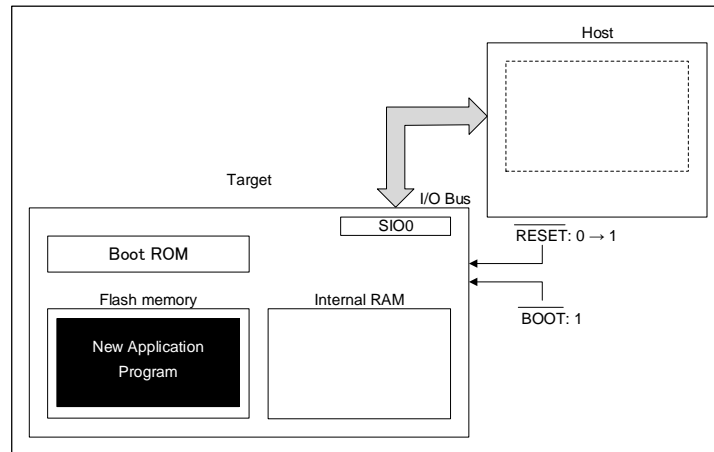 Host
Target
I/O Bus
SIO0
RESET: 0 → 1
Boot ROM
Flash memory
Internal RAM
BOOT: 1
New Application
Program